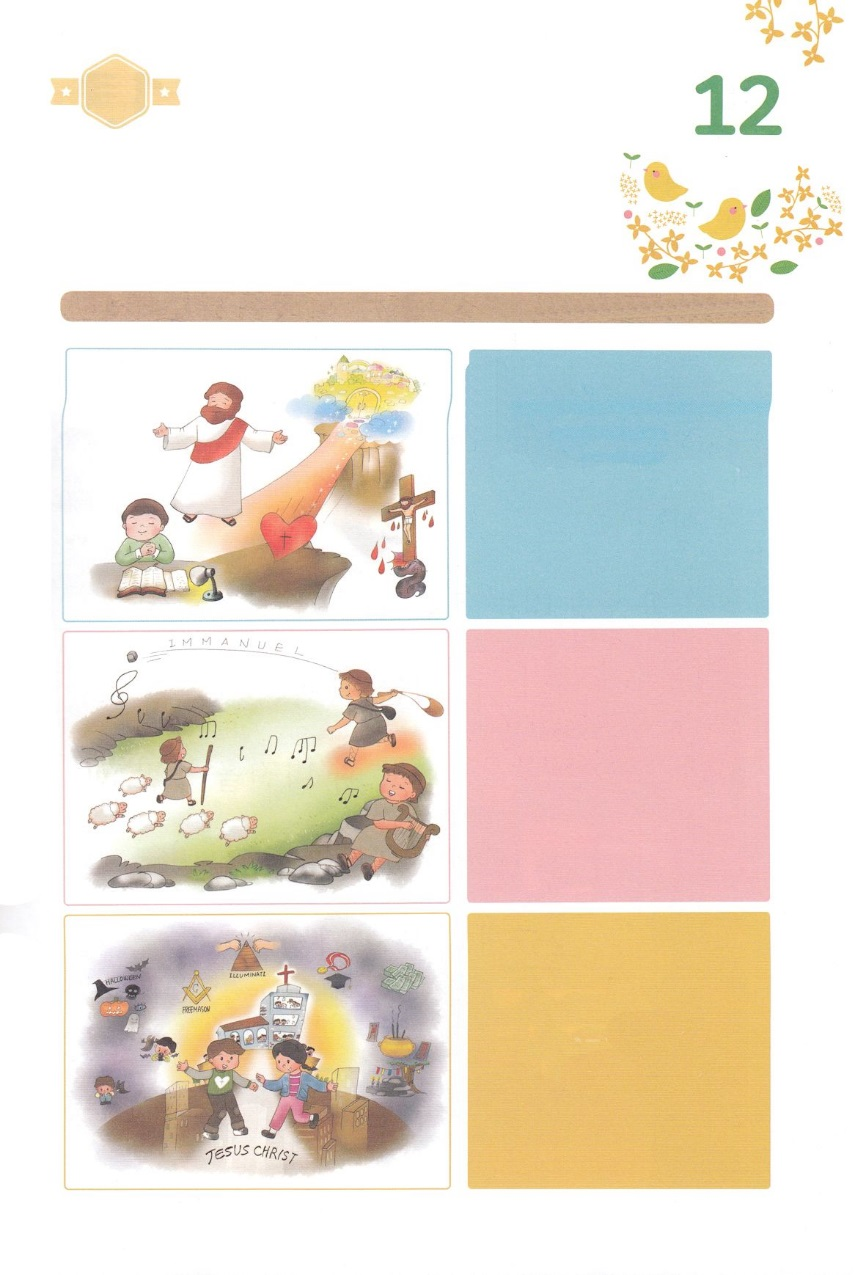 12
IMMANUEL
HALLOWEEN
ILLUMINATI
FREEMASON
JESUS CHRIST